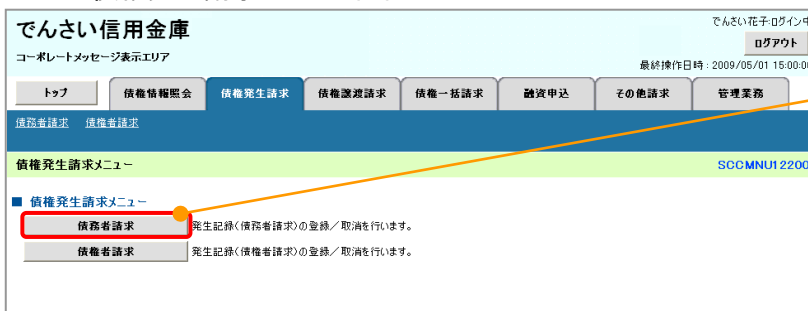 でんさい信用金庫
でんさい花子:ログイン中
ログアウト
コーポレートメッセージ表示エリア
最終操作日時:2009/05/01 15:00:00
トップ 債権情報照会 債権発生請求 債権譲渡請求 債権一括請求 融資申込 その他請求 管理業務
債務者請求 債権者請求
債権発生請求メニュー SCCMNU12200
■ 債権発生請求メニュー
債務者請求 発生記録(債務者請求)の登録/取消を行います。
債権者請求 発生記録(債権者請求)の登録/取消を行います。